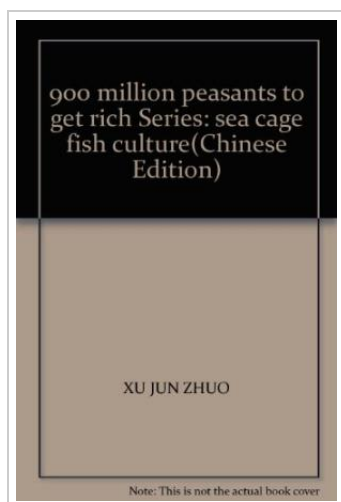 900 million peasants to
get rich Series: sea cage
fish culture(Chinese
Edition)
XU JUN ZHUO
Note: This is not the actual book cover